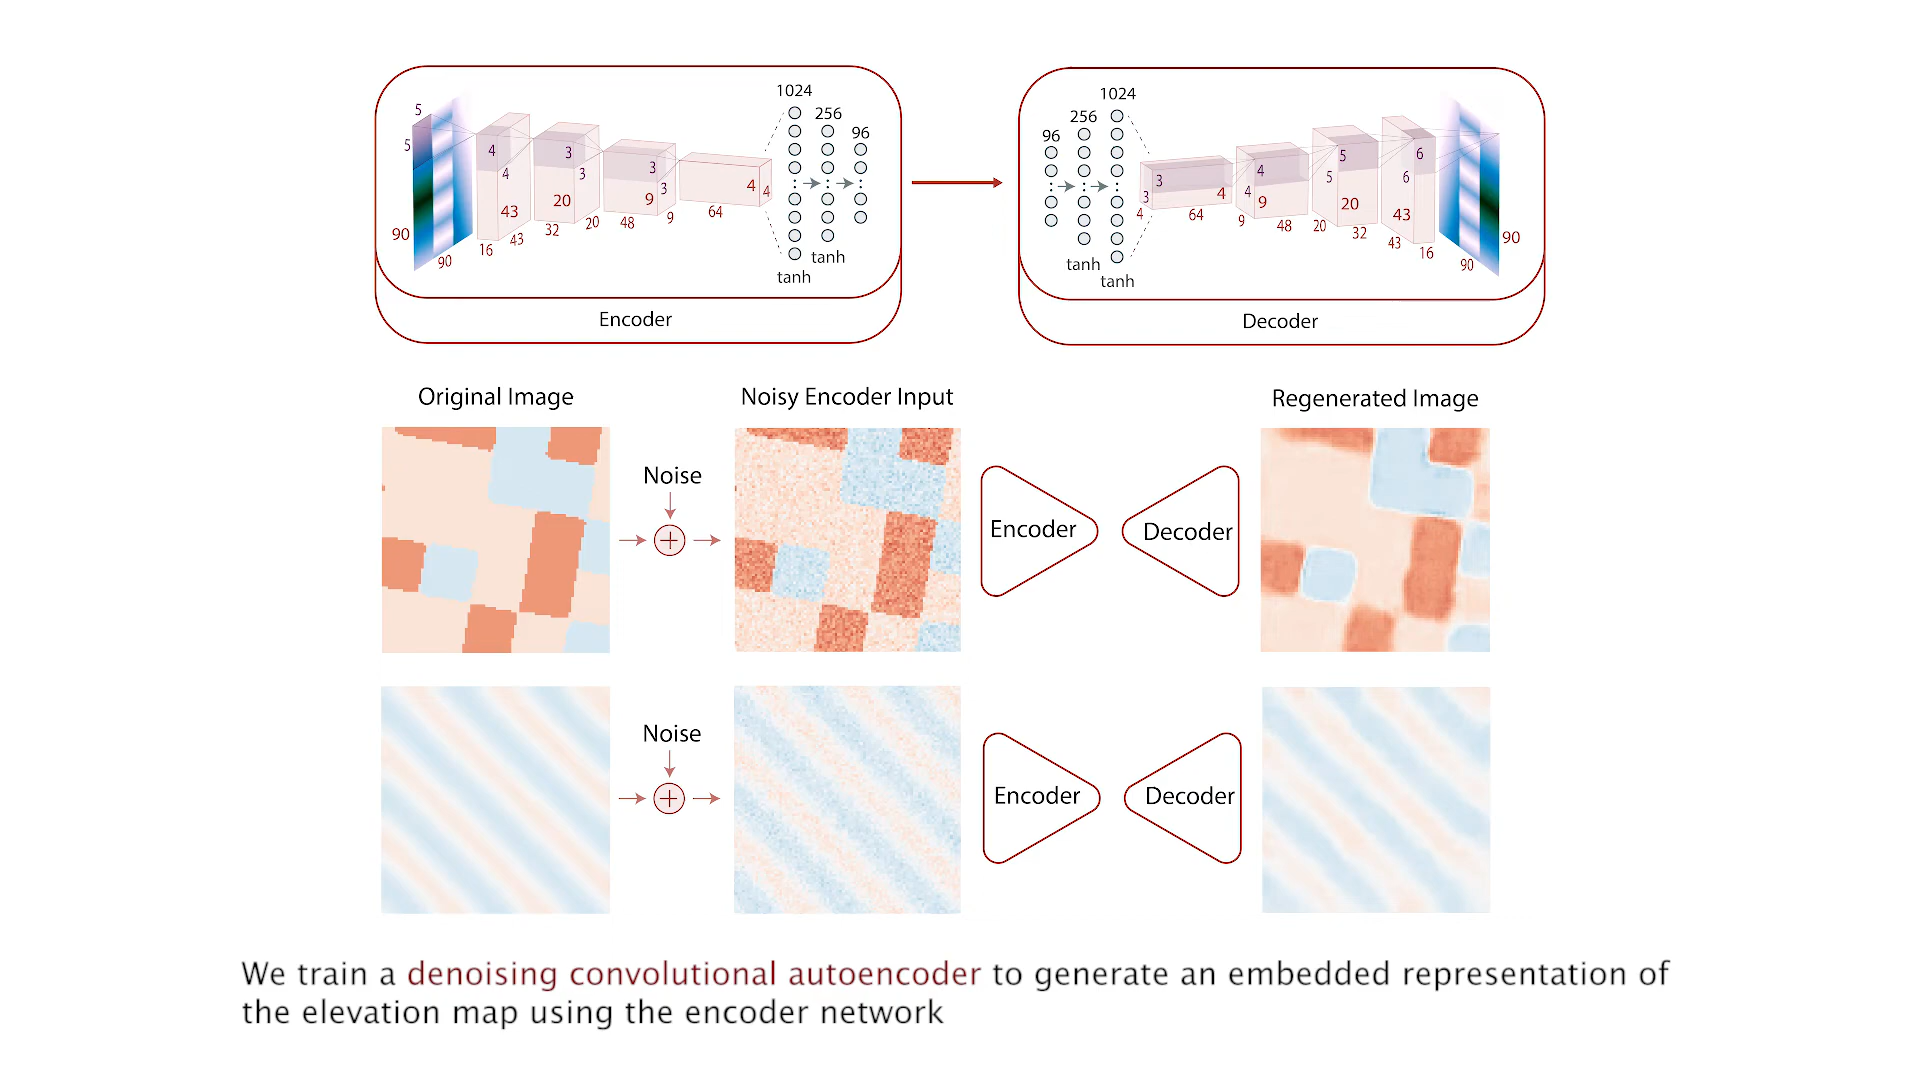 5
5
90
90
4
4
43
16
43
3
3
20
32
20
3
3
9
48
9
4
4
64
1024
256
96
tanh
tanh
Encoder
96
256
1024
tanh
tanh
3
3
4
4
64
4
4
9
9
48
5
5
20
20
32
6
6
43
43
16
90
90
Decoder
Original Image
Noisy Encoder Input
Regenerated Image
Noise
Encoder
Decoder
Noise
Encoder
Decoder
We train a denoising convolutional autoencoder to generate an embedded representation of
the elevation map using the encoder network